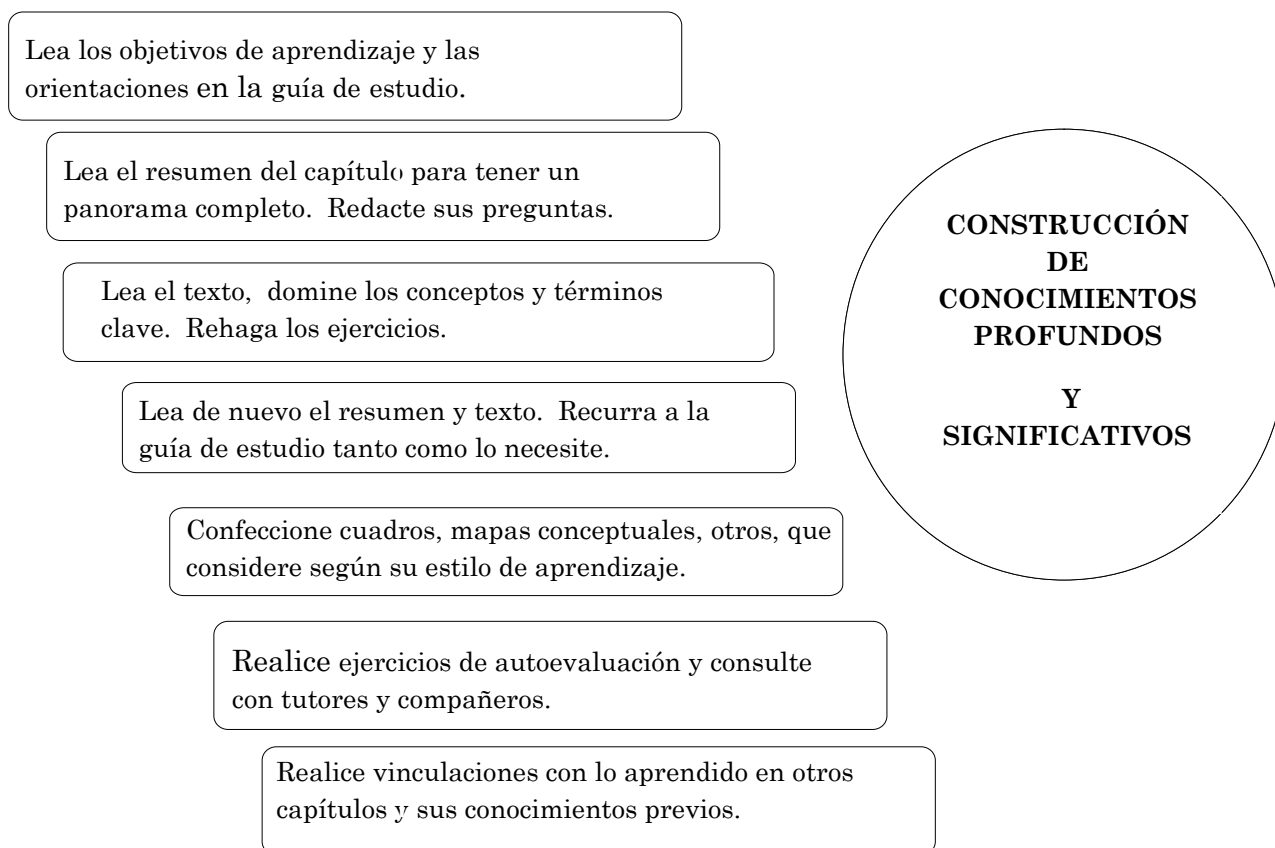 Lea los objetivos de aprendizaje y las
orientaciones en la guía de estudio.
Lea el resumen del capítulo para tener un
panorama completo. Redacte sus preguntas.
Lea el texto, domine los conceptos y términos
clave. Rehaga los ejercicios.
Lea de nuevo el resumen y texto. Recurra a la
guía de estudio tanto como lo necesite.
Confeccione cuadros, mapas conceptuales, otros, que
considere según su estilo de aprendizaje.
Realice ejercicios de autoevaluación y consulte
con tutores y compañeros.
Realice vinculaciones con lo aprendido en otros
capítulos y sus conocimientos previos.
CONSTRUCCIÓN
DE
CONOCIMIENTOS
PROFUNDOS
Y
SIGNIFICATIVOS